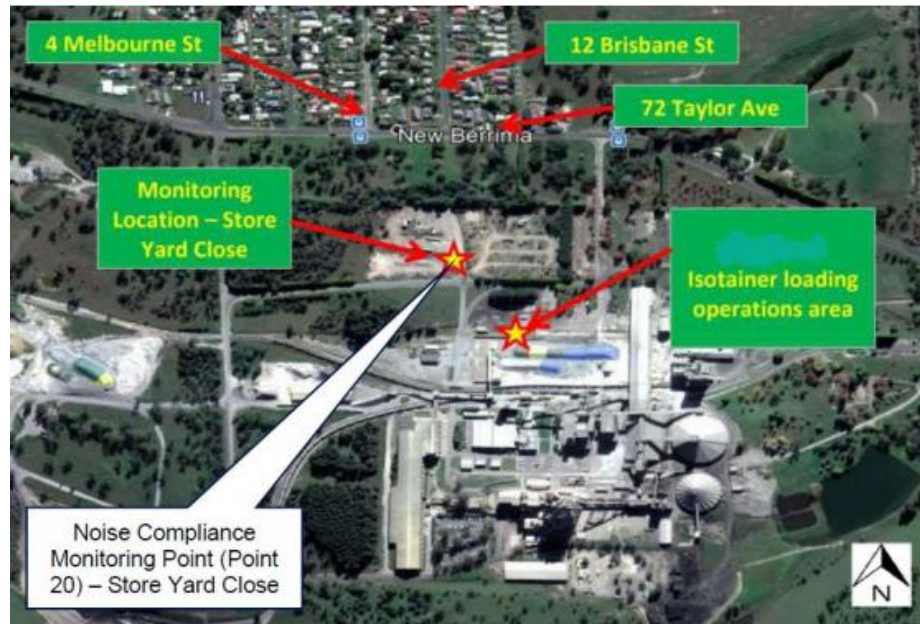 4 Melbourne St
12 Brisbane St
72 Taylor Ave
11
New Berrima
Monitoring
Location – Store
Yard Close
Isotainer loading
operations area
Noise Compliance
Monitoring Point (Point
20) – Store Yard Close
N